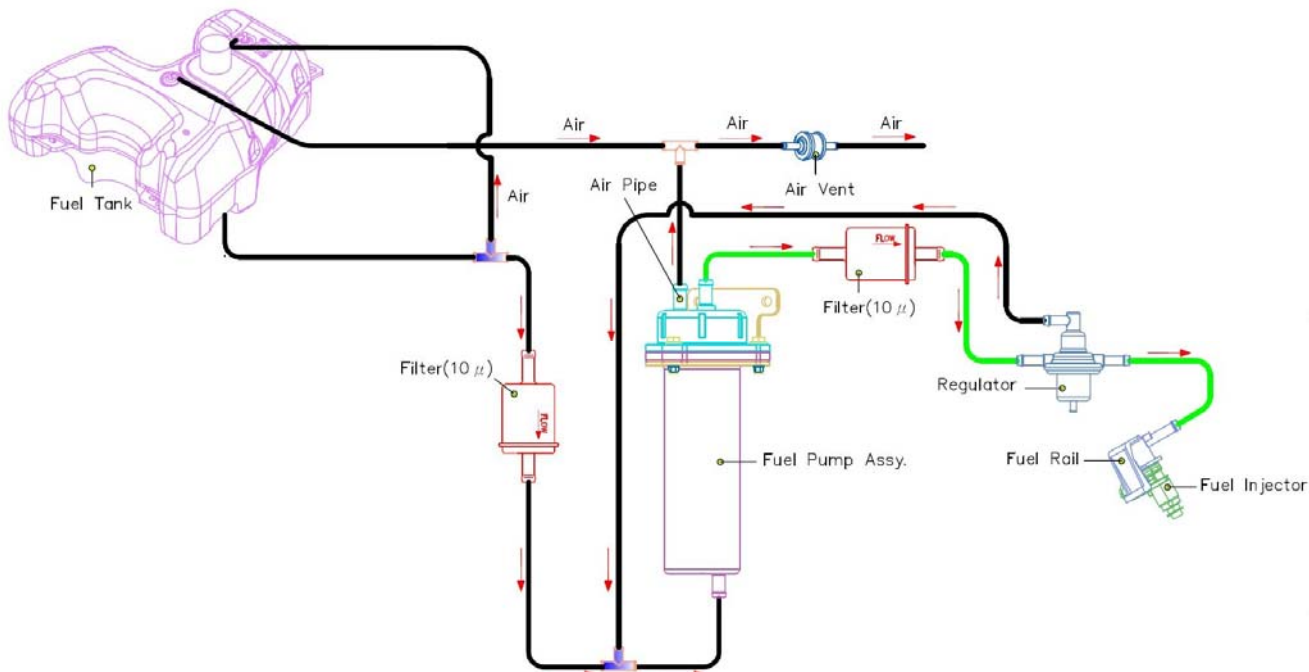 Air
Air
Air
Air Pipe
Air Vent
Fuel Tank
Air
FLOW
Filter(10 μ)
Filter(10 μ)
FLOW
Regulator
Fuel Pump Assy.
Fuel Rail
Fuel Injector